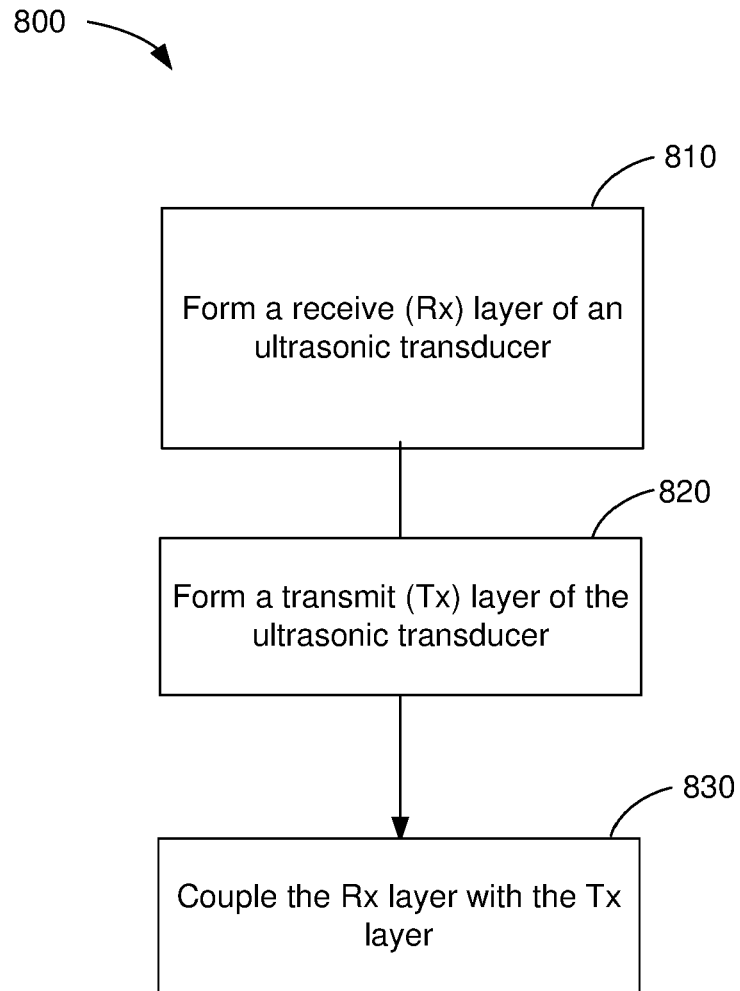 800
810
Form a receive (Rx) layer of an
ultrasonic transducer
820
Form a transmit (Tx) layer of the
ultrasonic transducer
830
Couple the Rx layer with the Tx
layer